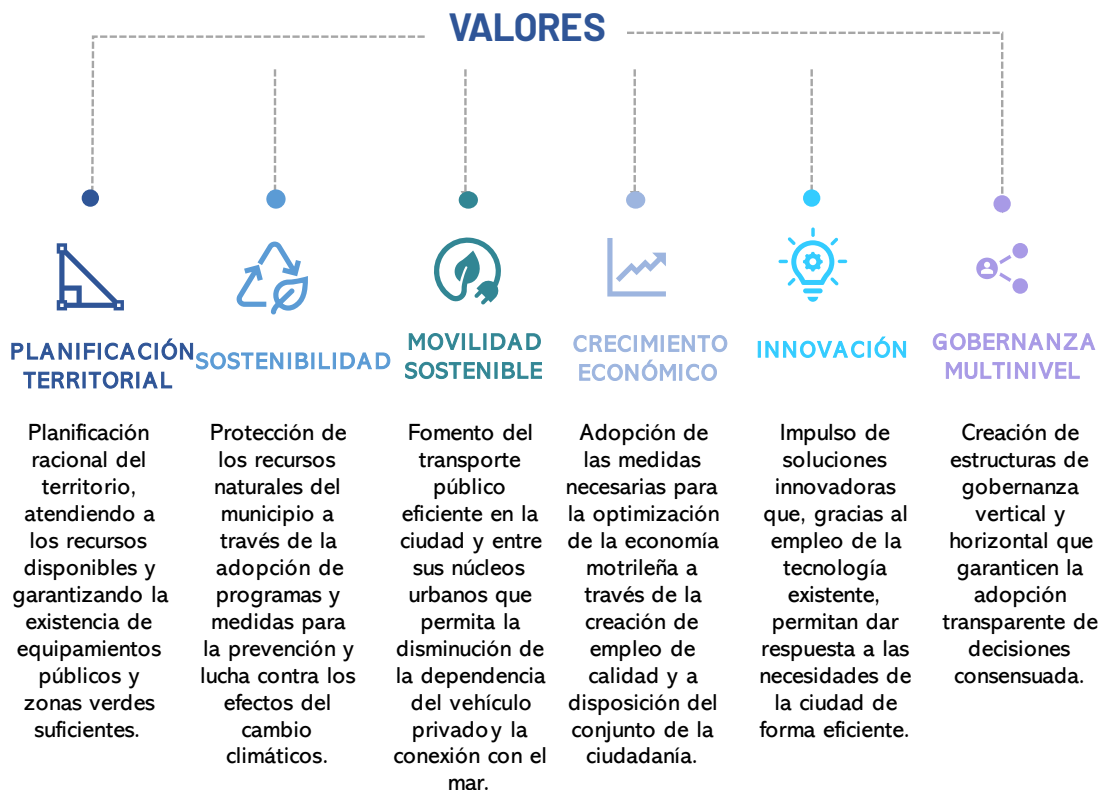 VALORES
PLANIFICACIÓN
TERRITORIAL
Planificación
racional del
territorio,
atendiendo a
los recursos
disponibles y
garantizando la
existencia de
equipamientos
públicos y
zonas verdes
suficientes.
SOSTENIBILIDAD
Protección de
los recursos
naturales del
municipio a
través de la
adopción de
programas y
medidas para
la prevención y
lucha contra los
efectos del
cambio
climáticos.
MOVILIDAD
SOSTENIBLE
Fomento del
transporte
público
eficiente en la
ciudad y entre
sus núcleos
urbanos que
permita la
disminución de
la dependencia
del vehículo
privado y la
conexión con el
mar.
CRECIMIENTO
ECONÓMICO
Adopción de
las medidas
necesarias para
la optimización
de la economía
motrileña a
través de la
creación de
empleo de
calidad y a
disposición del
conjunto de la
ciudadanía.
INNOVACIÓN
Impulso de
soluciones
innovadoras
que, gracias al
empleo de la
tecnología
existente,
permitan dar
respuesta a las
necesidades de
la ciudad de
forma eficiente.
GOBERNANZA
MULTINIVEL
Creación de
estructuras de
gobernanza
vertical y
horizontal que
garanticen la
adopción
transparente de
decisiones
consensuada.